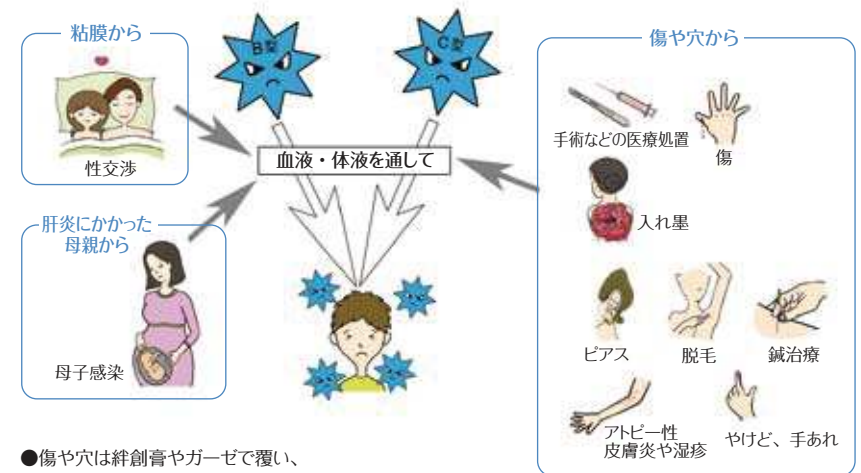 粘膜から
性交渉
肝炎にかかった
母親から
母子感染
B型
C型
血液・体液を通して
傷や穴から
手術などの医療処置
傷
入れ墨
ピアス
脱毛
鍼治療
アトピー性
皮膚炎や湿疹
やけど、手あれ
●傷や穴は絆創膏やガーゼで覆い、